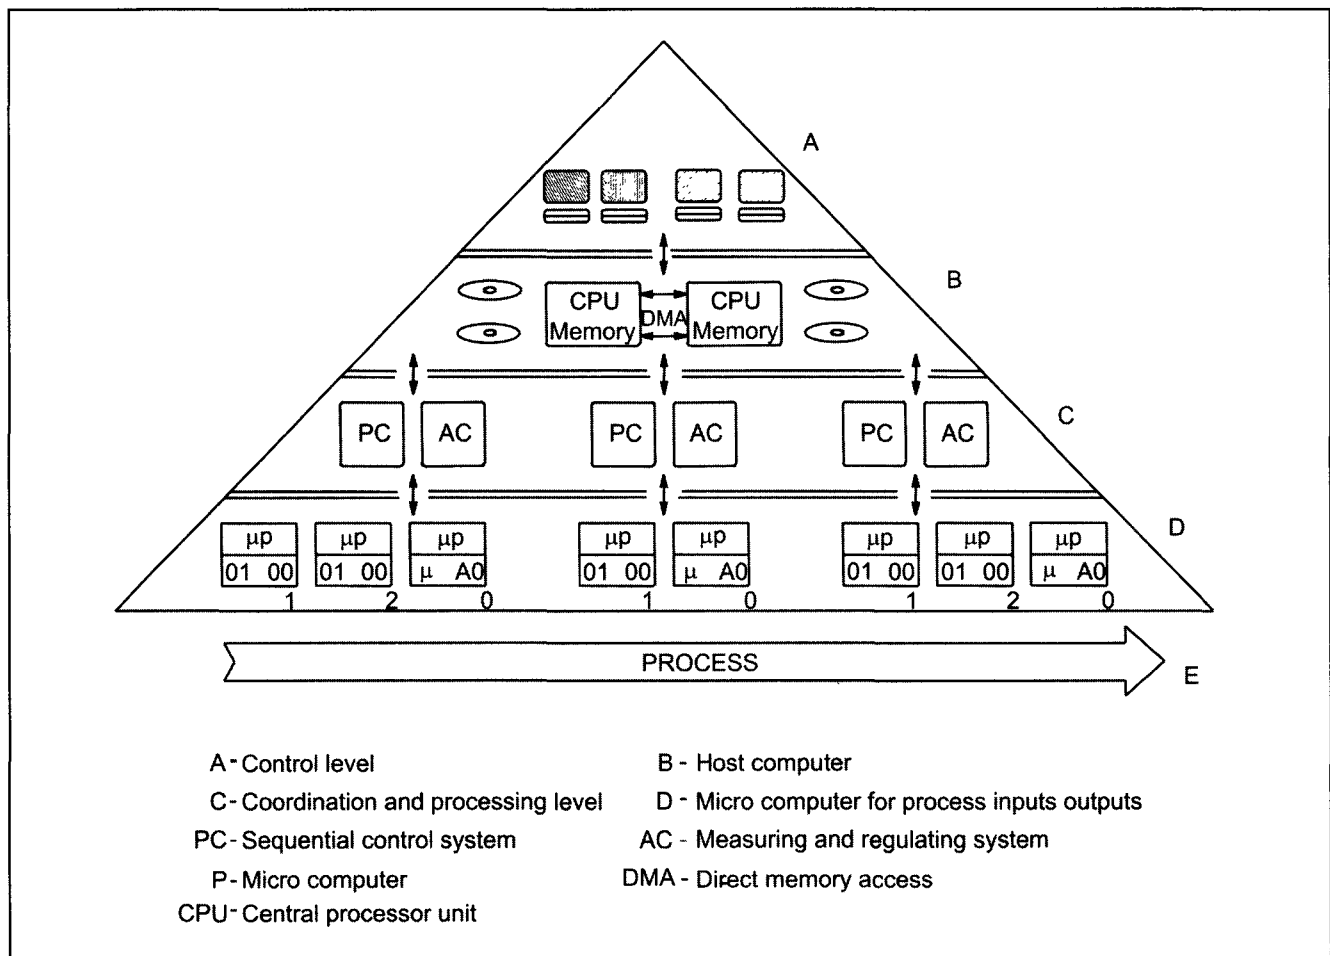 A
B
CPU Memory
DMA
CPU Memory
PC AC PC AC PC AC
C
D
µp µp µp µp µp µp µp µp
01 00 01 00 µ A0 01 00 µ A0 01 00 01 00 µ A0
1 2 0 1 0 1 2 0
PROCESS
E
A - Control level
B - Host computer
C - Coordination and processing level
D - Micro computer for process inputs outputs
PC - Sequential control system
AC - Measuring and regulating system
P - Micro computer
DMA - Direct memory access
CPU - Central processor unit